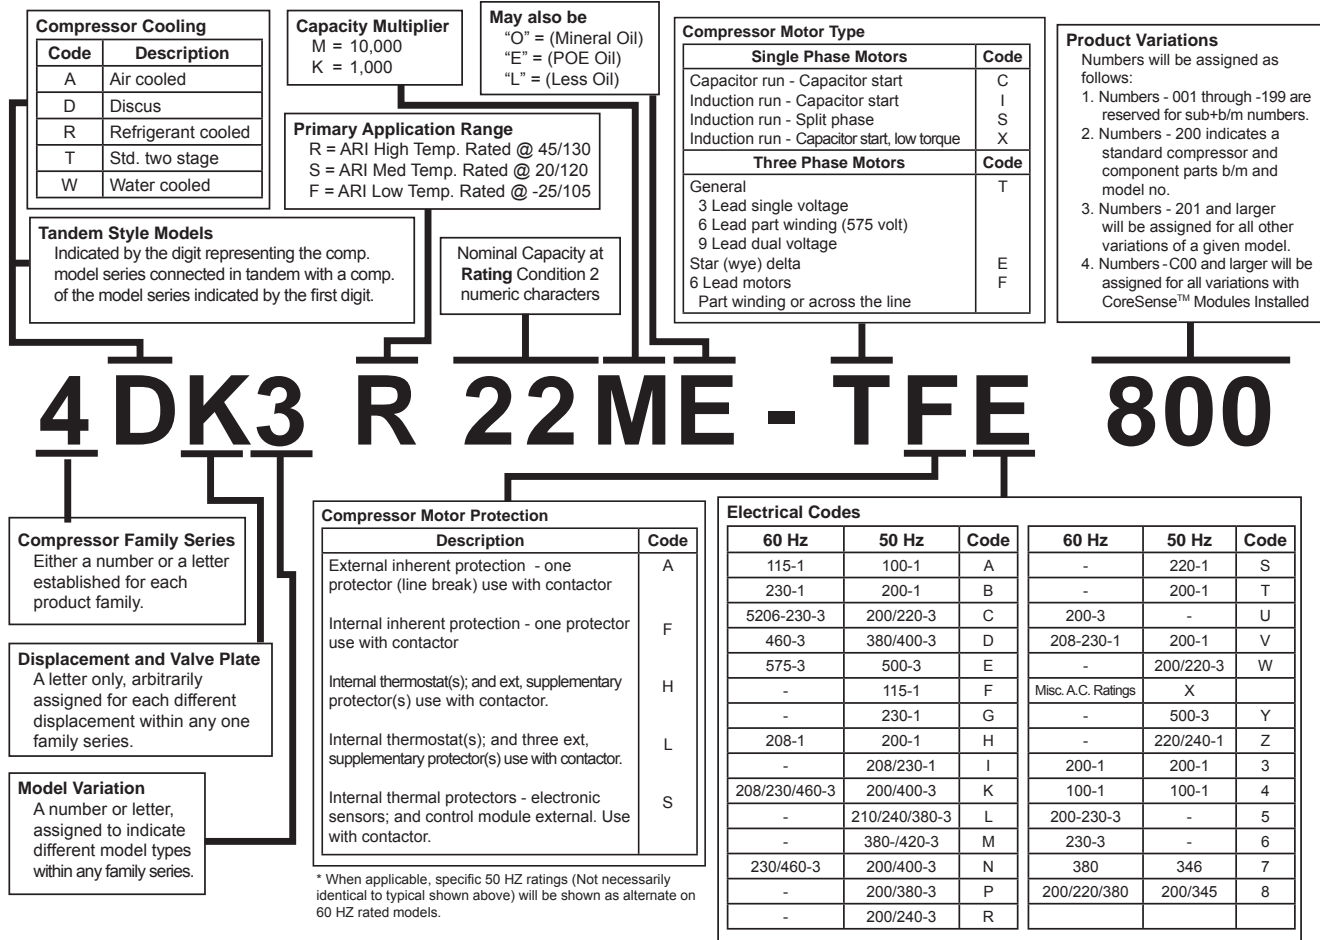 Compressor Cooling
Code Description
A Air cooled
D Discus
R Refrigerant cooled
T Std. two stage
W Water cooled
Capacity Multiplier
M = 10,000
K = 1,000
May also be
“O” = (Mineral Oil)
“E” = (POE Oil)
“L” = (Less Oil)
Primary Application Range
R = ARI High Temp. Rated @ 45/130
S = ARI Med Temp. Rated @ 20/120
F = ARI Low Temp. Rated @ -25/105
Tandem Style Models
Indicated by the digit representing the comp.
model series connected in tandem with a comp.
of the model series indicated by the first digit.
Nominal Capacity at
Rating Condition 2
numeric characters
Compressor Motor Type
Single Phase Motors Code
Capacitor run - Capacitor start C
Induction run - Capacitor start I
Induction run - Split phase S
Induction run - Capacitor start, low torque X
Three Phase Motors Code
General T
3 Lead single voltage
6 Lead part winding (575 volt)
9 Lead dual voltage
Star (wye) delta E
6 Lead motors F
Part winding or across the line
Product Variations
Numbers will be assigned as
follows:
1. Numbers - 001 through -199 are
reserved for sub+b/m numbers.
2. Numbers - 200 indicates a
standard compressor and
component parts b/m and
model no.
3. Numbers - 201 and larger
will be assigned for all other
variations of a given model.
4. Numbers - C00 and larger will be
assigned for all variations with
CoreSense™ Modules Installed
4 D K 3 R 22 M E - T F E 800
Compressor Family Series
Either a number or a letter
established for each
product family.
Displacement and Valve Plate
A letter only, arbitrarily
assigned for each different
displacement within any one
family series.
Model Variation
A number or letter,
assigned to indicate
different model types
within any family series.
Compressor Motor Protection
Description Code
External inherent protection - one A
protector (line break) use with contactor
Internal inherent protection - one protector F
use with contactor
Internal thermostat(s); and ext, supplementary H
protector(s) use with contactor.
Internal thermostat(s); and three ext, L
supplementary protector(s) use with contactor.
Internal thermal protectors - electronic S
sensors; and control module external. Use
with contactor.
* When applicable, specific 50 HZ ratings (Not necessarily
identical to typical shown above) will be shown as alternate on
60 HZ rated models.
Electrical Codes
60 Hz 50 Hz Code 60 Hz 50 Hz Code
115-1 100-1 A - 220-1 S
230-1 200-1 B - 200-1 T
5206-230-3 200/220-3 C 200-3 - U
460-3 380/400-3 D 208-230-1 200-1 V
575-3 500-3 E - 200/220-3 W
- 115-1 F Misc. A.C. Ratings X
- 230-1 G - 500-3 Y
208-1 200-1 H - 220/240-1 Z
- 208/230-1 I 200-1 200-1 3
208/230/460-3 200/400-3 K 100-1 100-1 4
- 210/240/380-3 L 200-230-3 - 5
- 380-/420-3 M 230-3 - 6
230/460-3 200/400-3 N 380 346 7
- 200/380-3 P 200/220/380 200/345 8
- 200/240-3 R